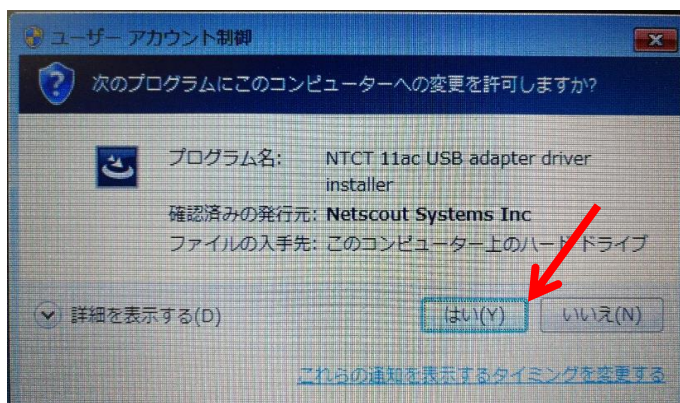 ユーザー アカウント制御
次のプログラムにこのコンピューターへの変更を許可しますか?
プログラム名: NTCT 11ac USB adapter driver
installer
確認済みの発行元: Netscout Systems Inc
ファイルの入手先: このコンピューター上のハード ドライブ
詳細を表示する(D) はい(Y) いいえ(N)
これらの通知を表示するタイミングを変更する